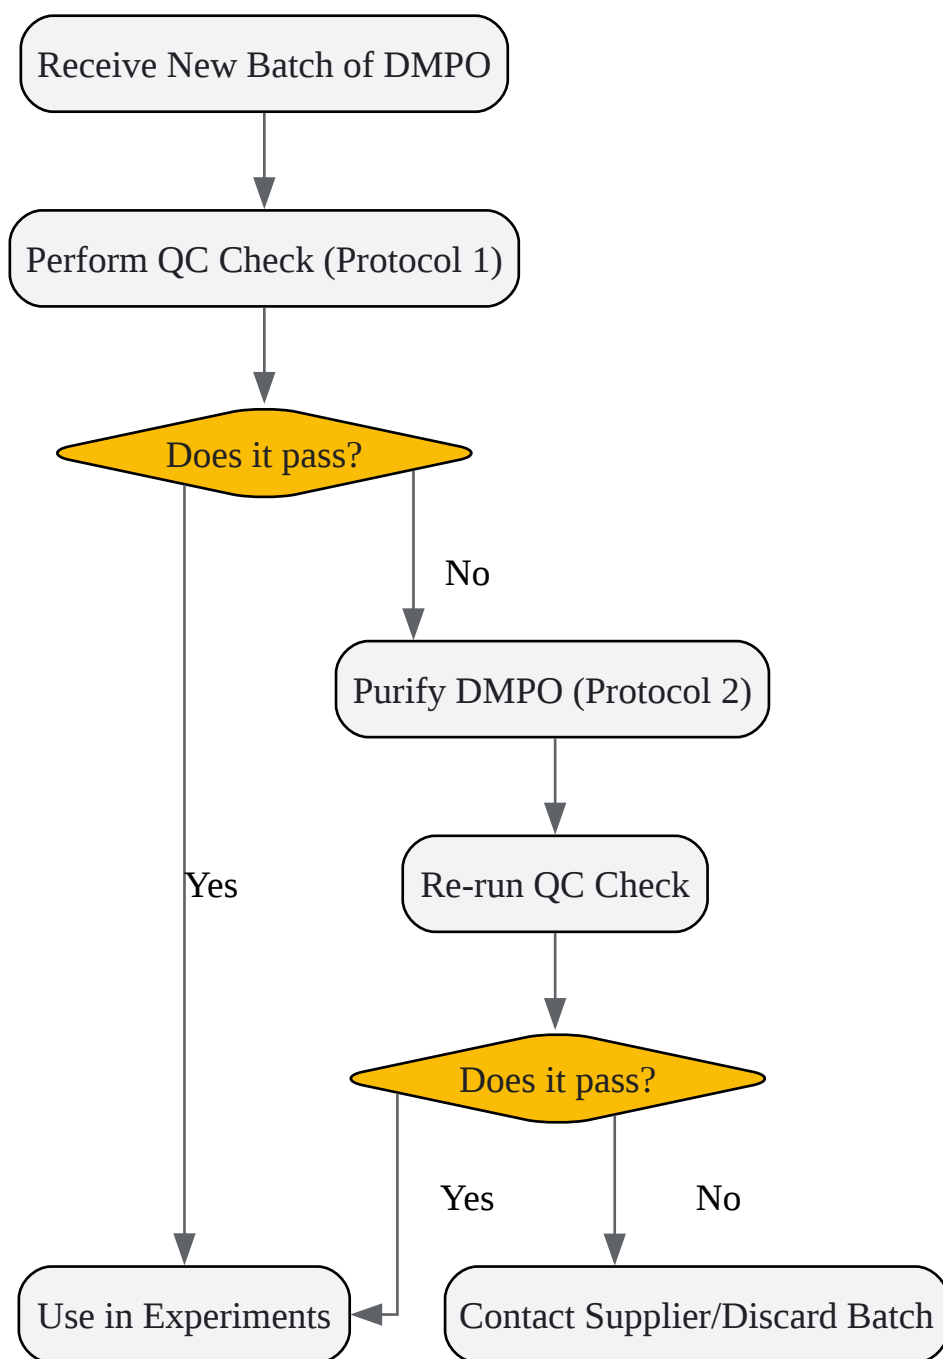 Receive New Batch of DMPO
Perform QC Check (Protocol 1)
Does it pass?
No
Purify DMPO (Protocol 2)
Yes
Re-run QC Check
Does it pass?
Yes
No
Use in Experiments
Contact Supplier/Discard Batch